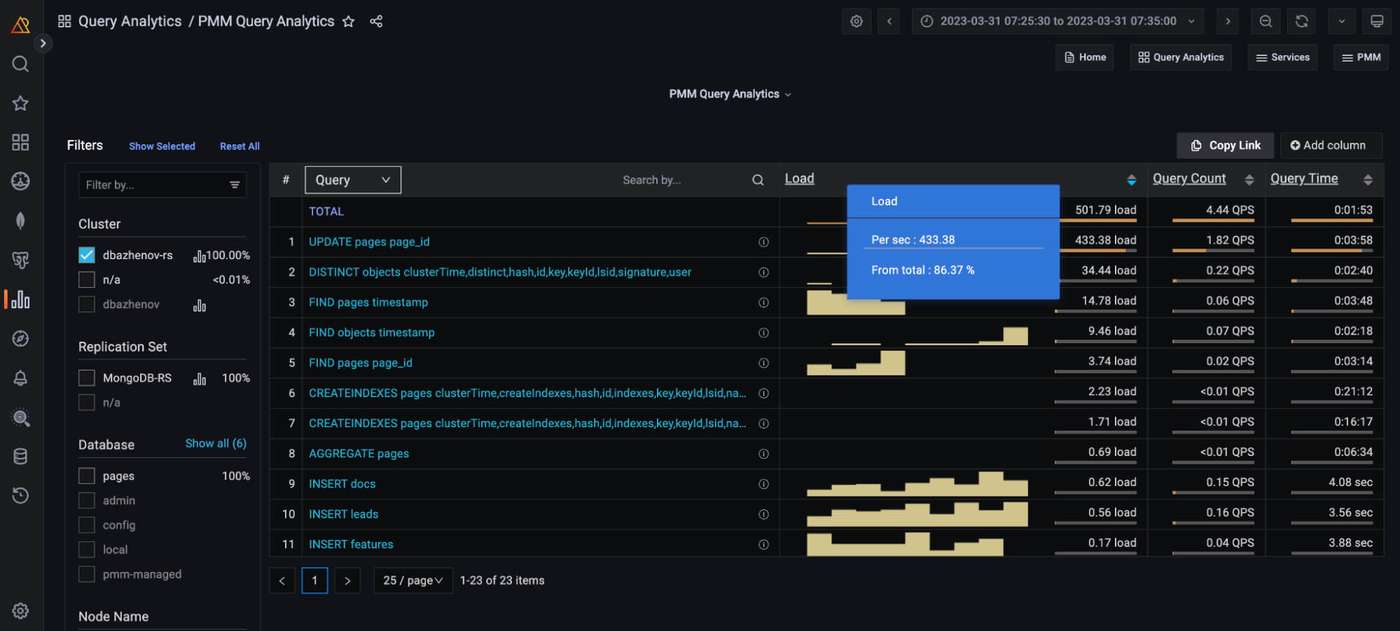 Query Analytics / PMM Query Analytics
2023-03-31 07:25:30 to 2023-03-31 07:35:00
Home Query Analytics Services PMM
PMM Query Analytics
Filters Show Selected Reset All
Copy Link Add column
Filter by...
Cluster
dbazhenov-rs 100.00%
n/a <0.01%
dbazhenov
Replication Set
MongoDB-RS 100%
n/a
Database Show all (6)
pages 100%
admin
config
local
pmm-managed
Node Name
# Query Search by... Load Query Count Query Time
TOTAL 501.79 load 4.44 QPS 0:01:53
1 UPDATE pages page_id 433.38 load 1.82 QPS 0:03:58
2 DISTINCT objects clusterTime,distinct,hash,id,key,keyId,lsid,signature,user 34.44 load 0.22 QPS 0:02:40
3 FIND pages timestamp 14.78 load 0.06 QPS 0:03:48
4 FIND objects timestamp 9.46 load 0.07 QPS 0:02:18
5 FIND pages page_id 3.74 load 0.02 QPS 0:03:14
6 CREATEINDEXES pages clusterTime,createIndexes,hash,id,indexes,key,keyId,lsid,na... 2.23 load <0.01 QPS 0:21:12
7 CREATEINDEXES pages clusterTime,createIndexes,hash,id,indexes,key,keyId,lsid,na... 1.71 load <0.01 QPS 0:16:17
8 AGGREGATE pages 0.69 load <0.01 QPS 0:06:34
9 INSERT docs 0.62 load 0.15 QPS 4.08 sec
10 INSERT leads 0.56 load 0.16 QPS 3.56 sec
11 INSERT features 0.17 load 0.04 QPS 3.88 sec
Load
Per sec : 433.38
From total : 86.37 %
1 25 / page 1-23 of 23 items